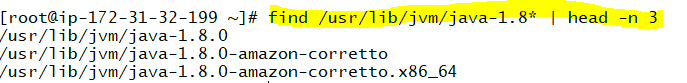 [root@ip-172-31-32-199 ~]# find /usr/lib/jvm/java-1.8* | head -n 3
/usr/lib/jvm/java-1.8.0
/usr/lib/jvm/java-1.8.0-amazon-corretto
/usr/lib/jvm/java-1.8.0-amazon-corretto.x86_64